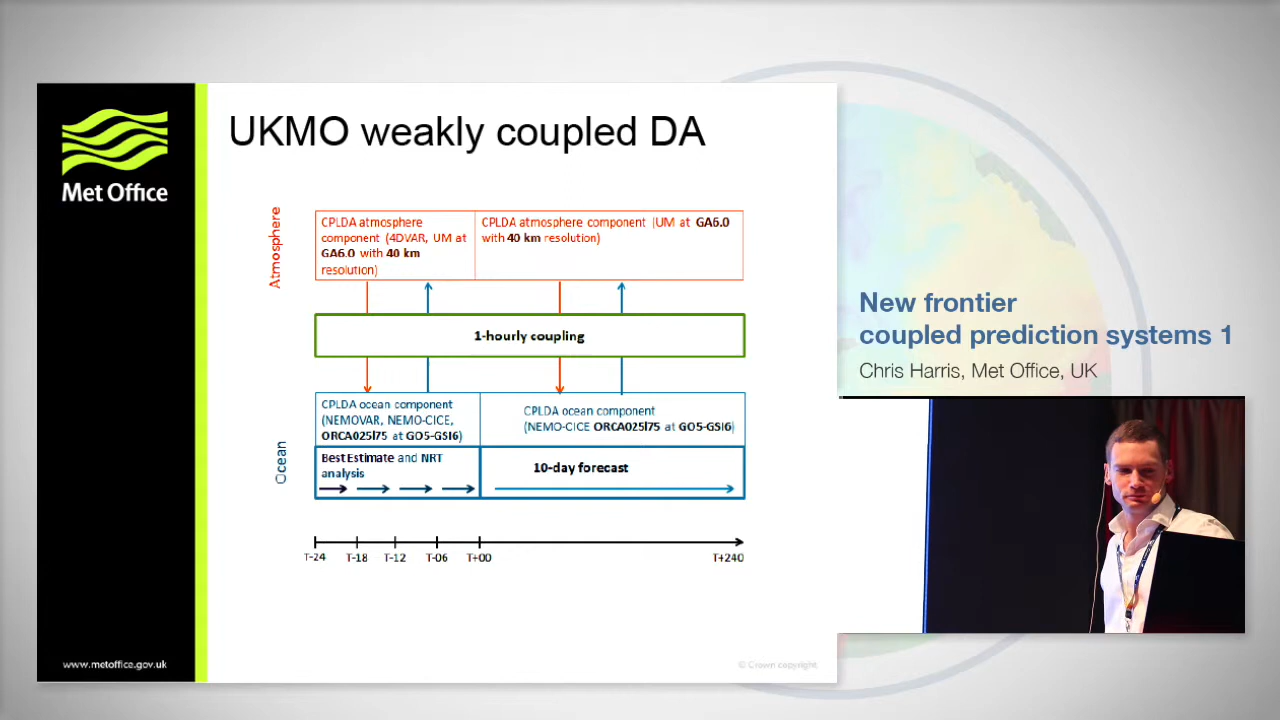 Met Office
UKMO weakly coupled DA
Atmosphere
CPLDA atmosphere
component (4DVAR, UM at
GA6.0 with 40 km
resolution)
CPLDA atmosphere component (UM at GA6.0
with 40 km resolution)
1-hourly coupling
Ocean
CPLDA ocean component
(NEMOVAR, NEMO-CICE,
ORCA025l75 at GO5-GSI6)
CPLDA ocean component
(NEMO-CICE ORCA025l75 at GO5-GSI6)
Best Estimate and NRT
analysis
10-day forecast
T-24 T-18 T-12 T-06 T+00 T+240
www.metoffice.gov.uk
© Crown copyright
New frontier
coupled prediction systems 1
Chris Harris, Met Office, UK